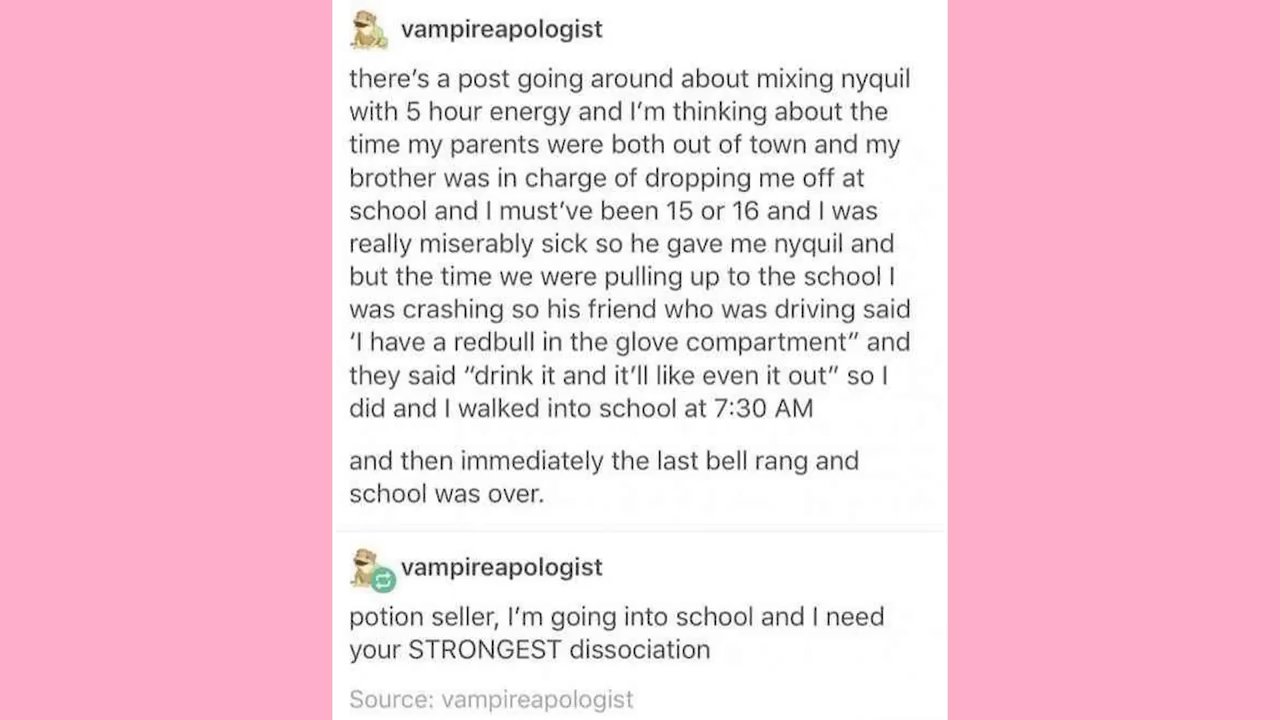 vampireapologist
there's a post going around about mixing nyquil
with 5 hour energy and I'm thinking about the
time my parents were both out of town and my
brother was in charge of dropping me off at
school and I must've been 15 or 16 and I was
really miserably sick so he gave me nyquil and
but the time we were pulling up to the school I
was crashing so his friend who was driving said
'I have a redbull in the glove compartment" and
they said "drink it and it'll like even it out" so I
did and I walked into school at 7:30 AM
and then immediately the last bell rang and
school was over.
vampireapologist
potion seller, I'm going into school and I need
your STRONGEST dissociation
Source: vampireapologist